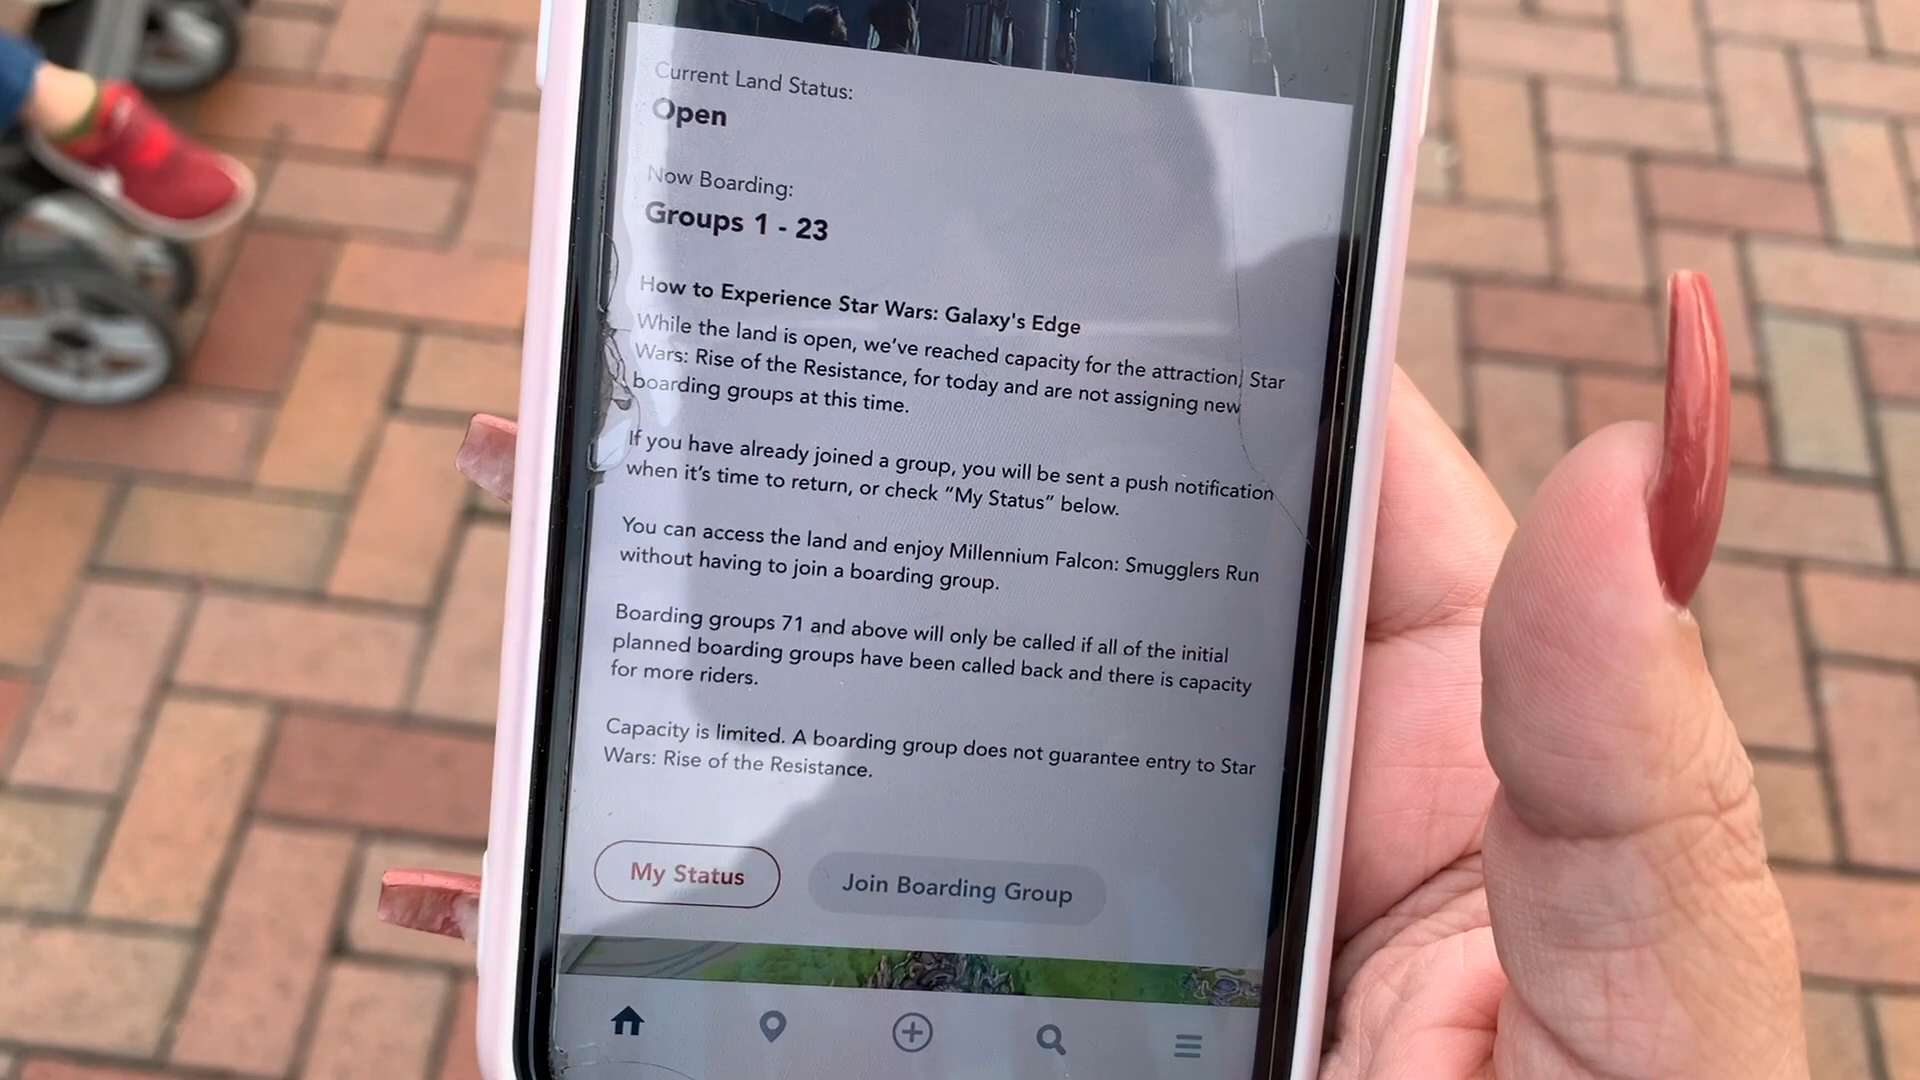 Current Land Status:
Open
Now Boarding:
Groups 1 - 23
How to Experience Star Wars: Galaxy's Edge
While the land is open, we've reached capacity for the attraction, Star
Wars: Rise of the Resistance, for today and are not assigning new
boarding groups at this time.
If you have already joined a group, you will be sent a push notification
when it's time to return, or check “My Status” below.
You can access the land and enjoy Millennium Falcon: Smugglers Run
without having to join a boarding group.
Boarding groups 71 and above will only be called if all of the initial
planned boarding groups have been called back and there is capacity
for more riders.
Capacity is limited. A boarding group does not guarantee entry to Star
Wars: Rise of the Resistance.
My Status
Join Boarding Group